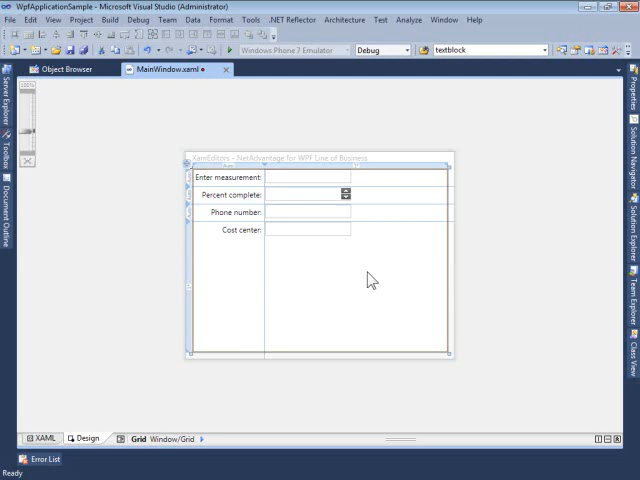 WpfApplicationSample - Microsoft Visual Studio (Administrator)
File Edit View Project Build Debug Team Data Format Tools .NET Reflector Architecture Test Analyze Window Help
Windows Phone 7 Emulator Debug textblock
Object Browser MainWindow.xaml
Server Explorer
Toolbox
Document Outline
100%
XamEditors - NetAdvantage for WPF Line of Business
Auto 1*
Enter measurement:
Percent complete:
Phone number:
Cost center:
Properties
Solution Navigator
Solution Explorer
Team Explorer
Class View
XAML Design Grid Window/Grid
Error List
Ready